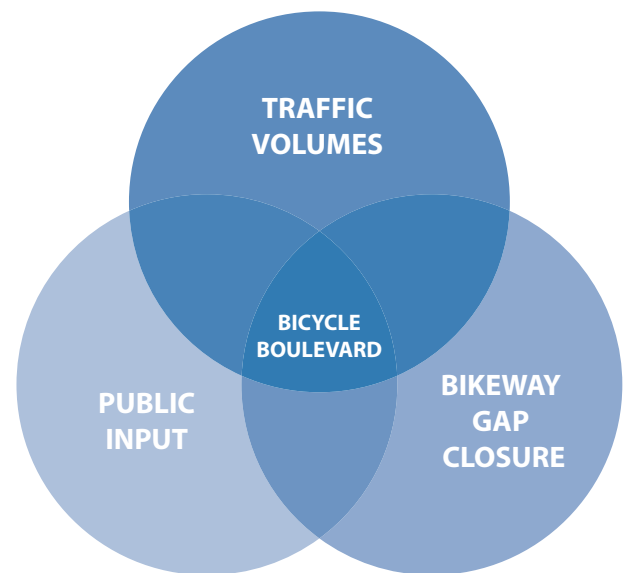 TRAFFIC
VOLUMES
BICYCLE
BOULEVARD
PUBLIC
INPUT
BIKEWAY
GAP
CLOSURE